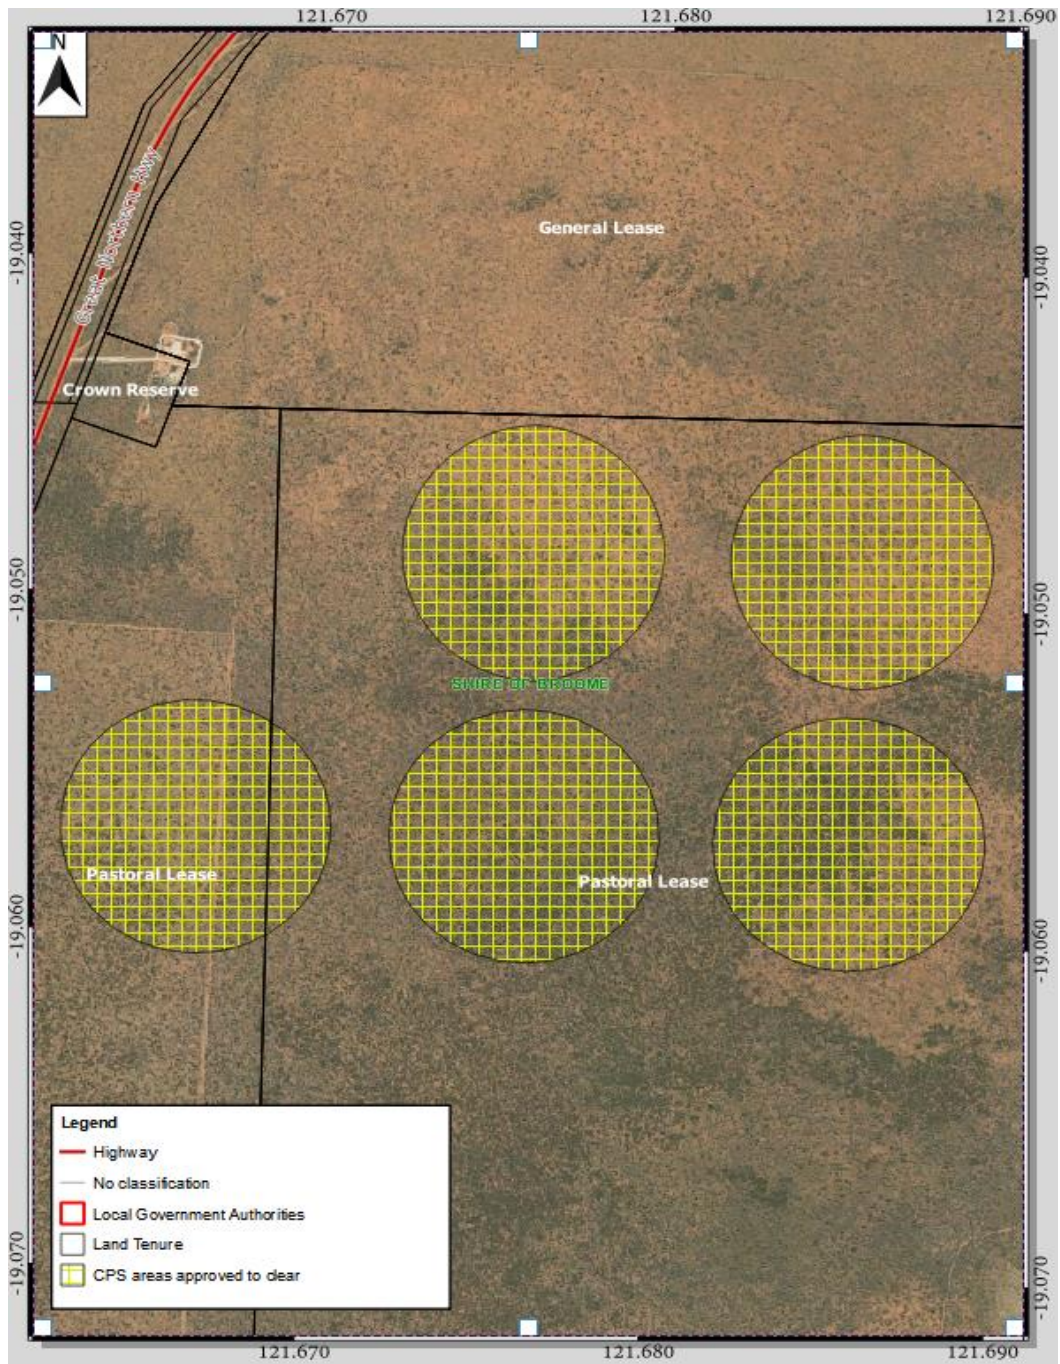 121.670
121.680
121.690
N
Great Northern Hwy
General Lease
-19.040
-19.040
Crown Reserve
-19.050
-19.050
SHIRE OF BROOME
Pastoral Lease
Pastoral Lease
-19.060
-19.060
Legend
Highway
No classification
Local Government Authorities
Land Tenure
CPS areas approved to clear
-19.070
-19.070
121.670
121.680
121.690